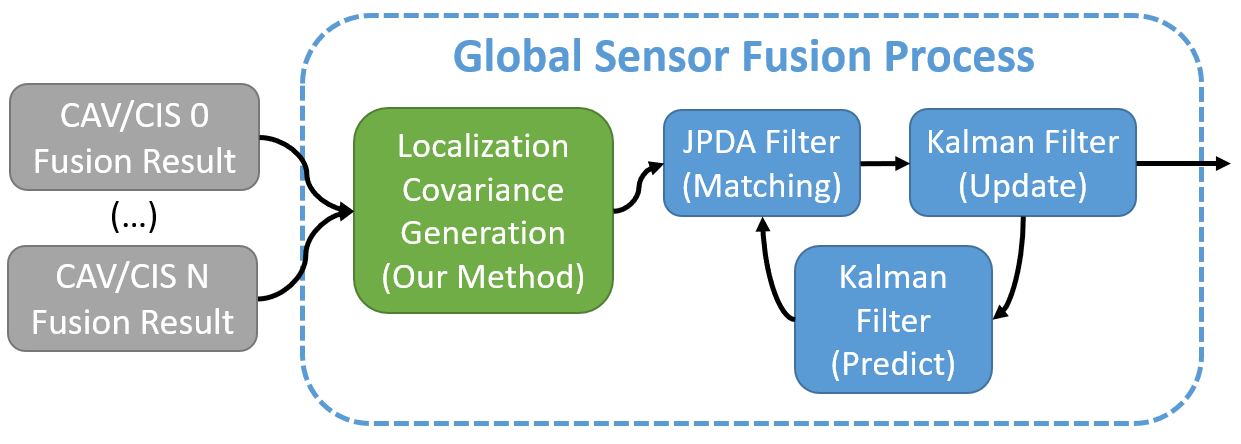 Global Sensor Fusion Process
CAV/CIS 0
Fusion Result
(...)
CAV/CIS N
Fusion Result
Localization
Covariance
Generation
(Our Method)
JPDA Filter
(Matching)
Kalman Filter
(Update)
Kalman
Filter
(Predict)